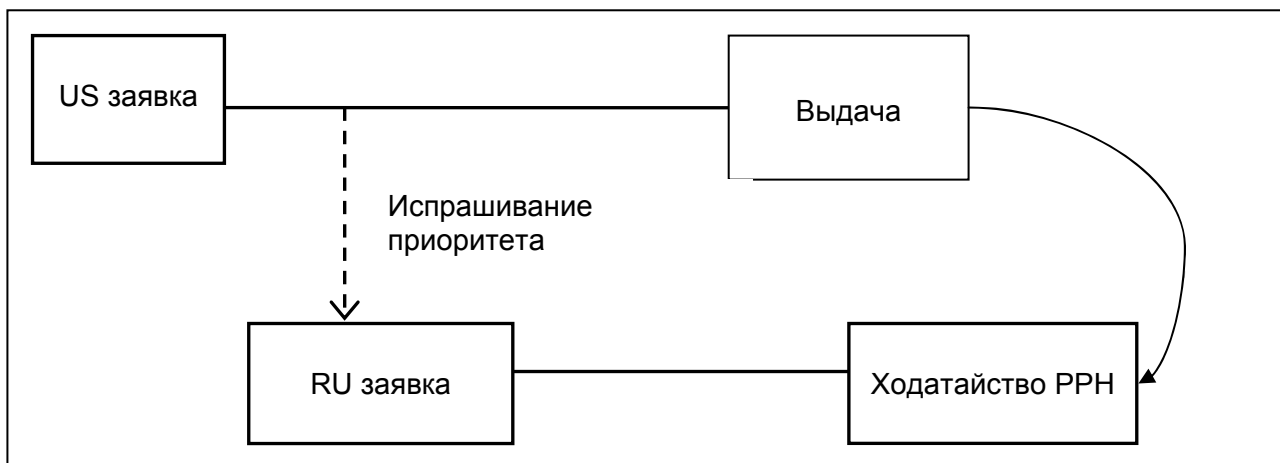 US заявка
Выдача
Испрашивание
приоритета
RU заявка
Ходатайство PPH